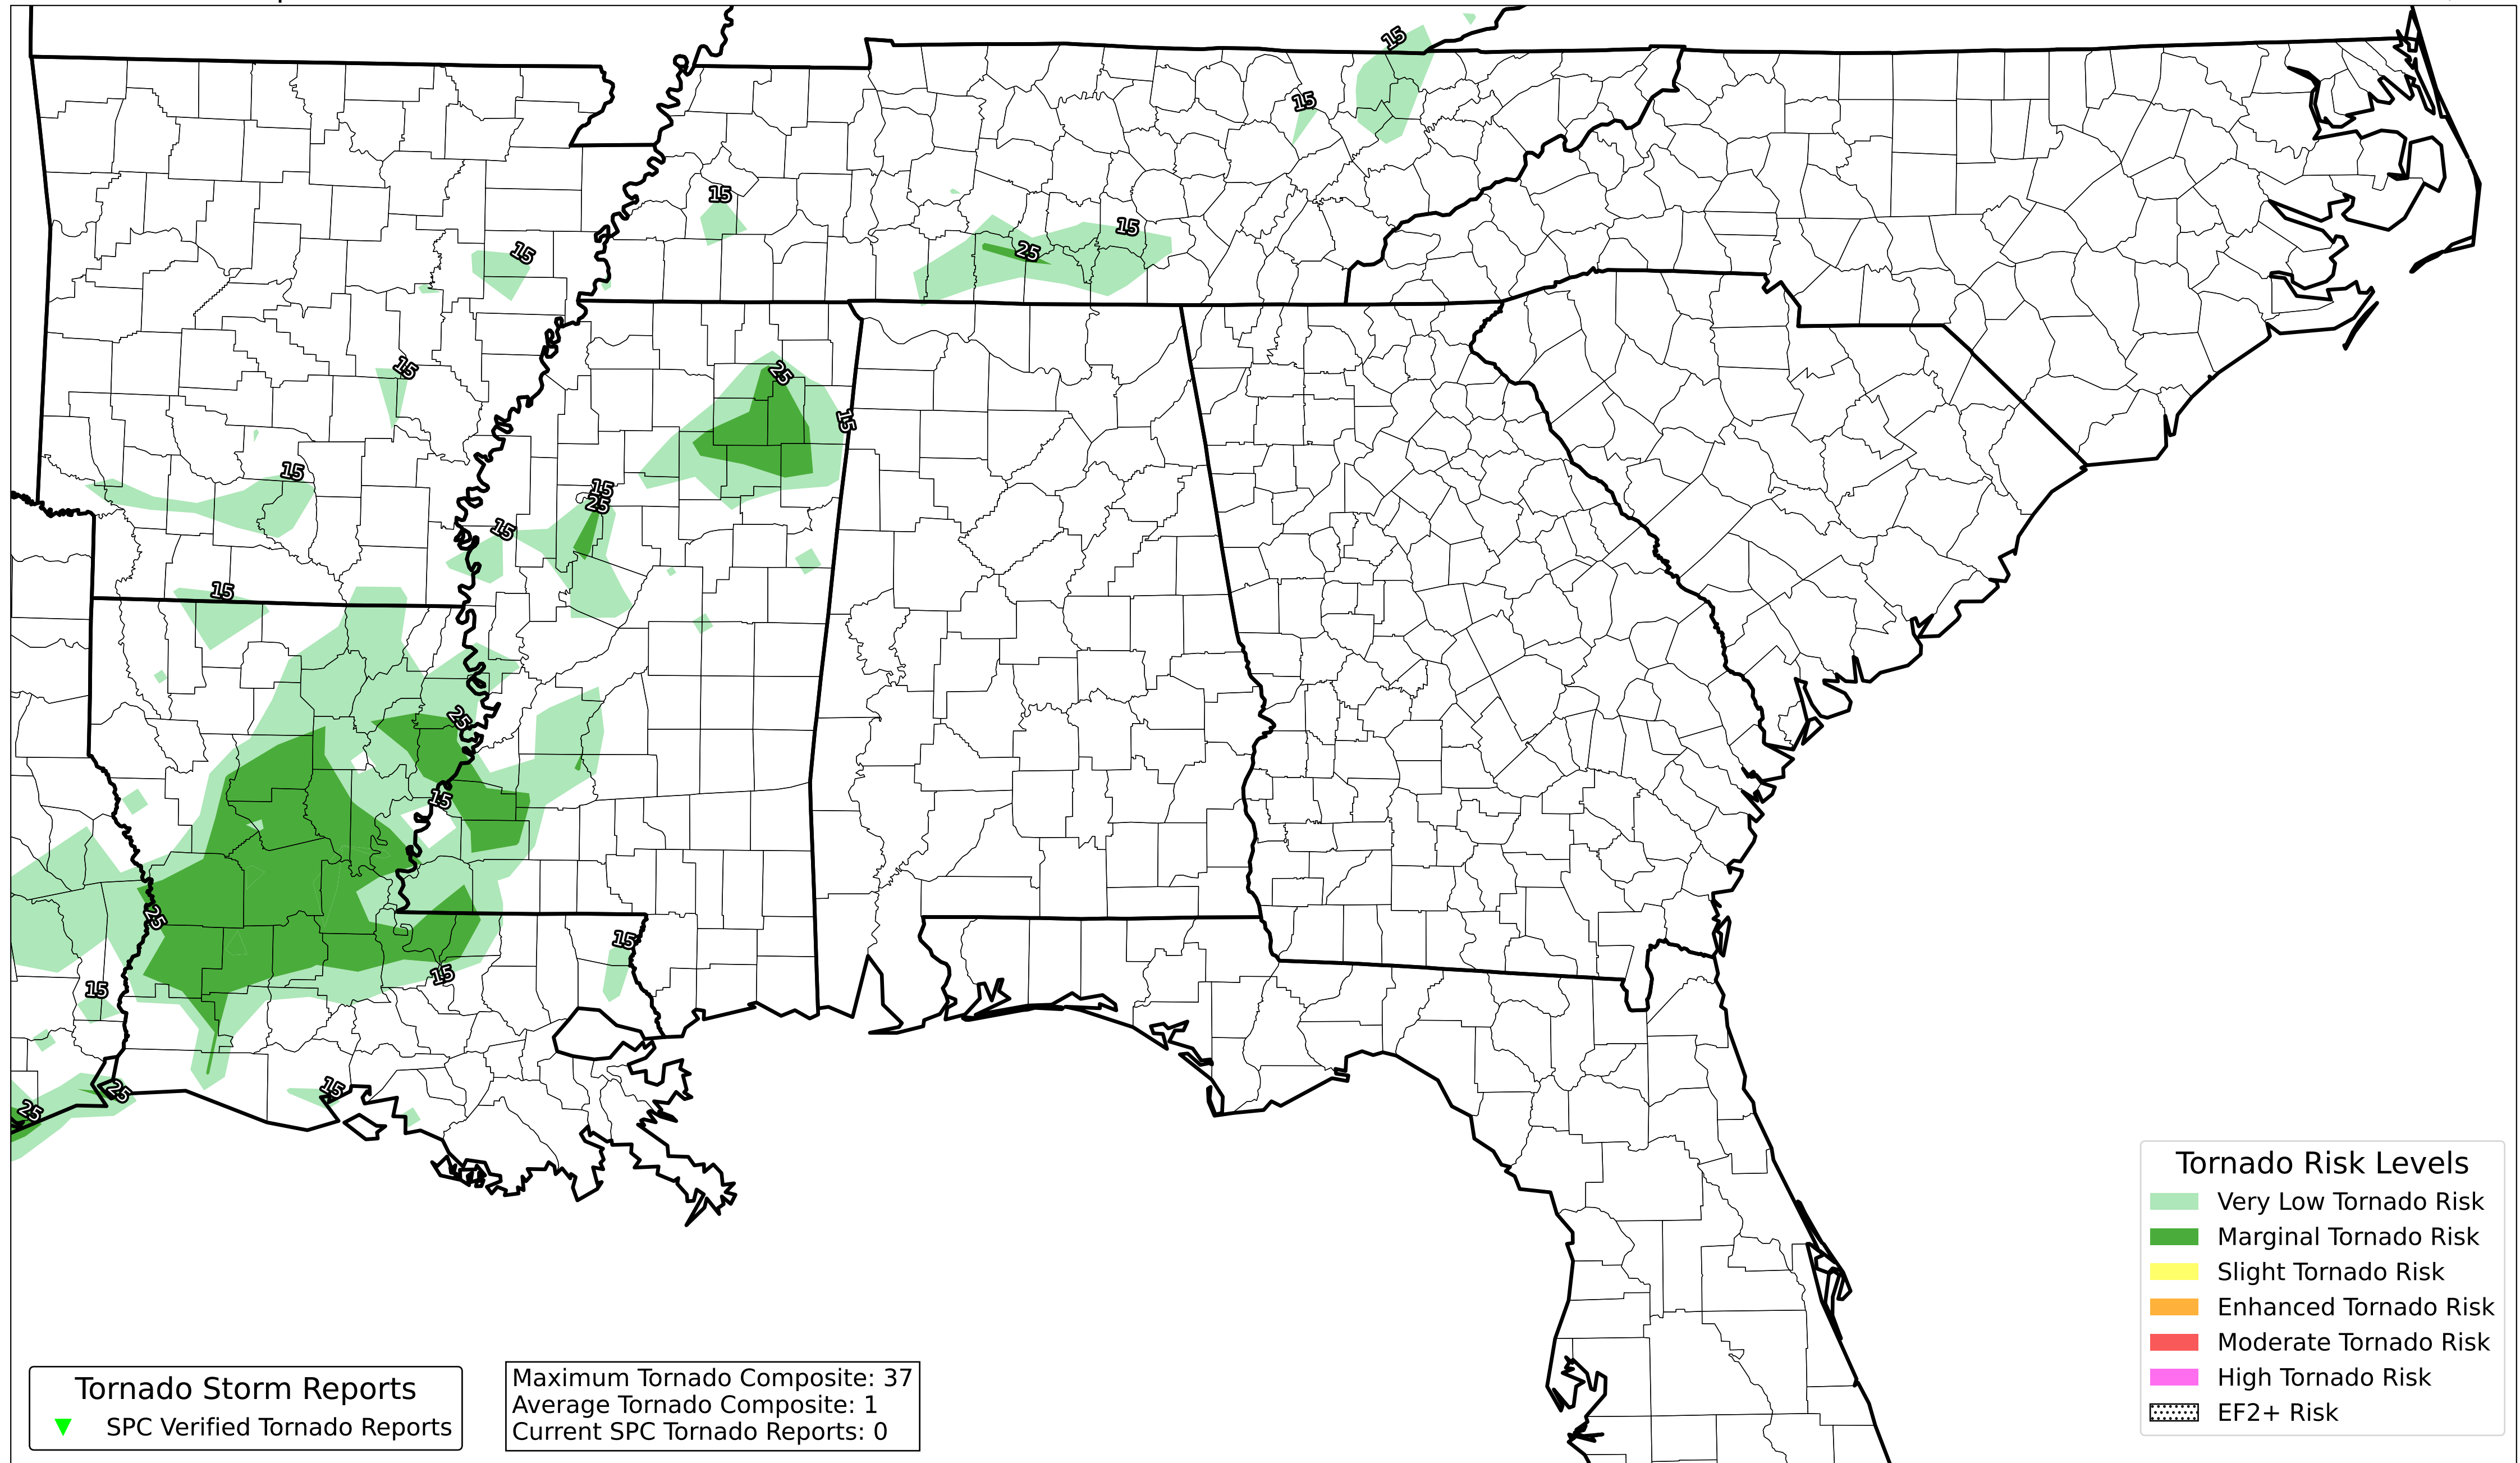 15
15
15
15
25
15
25
15
15
15
25
15
15
25
15
25
15
15
15
25
15
25
15
Tornado Risk Levels
Very Low Tornado Risk
Marginal Tornado Risk
Slight Tornado Risk
Enhanced Tornado Risk
Moderate Tornado Risk
High Tornado Risk
EF2+ Risk
Tornado Storm Reports
SPC Verified Tornado Reports
Maximum Tornado Composite: 37
Average Tornado Composite: 1
Current SPC Tornado Reports: 0